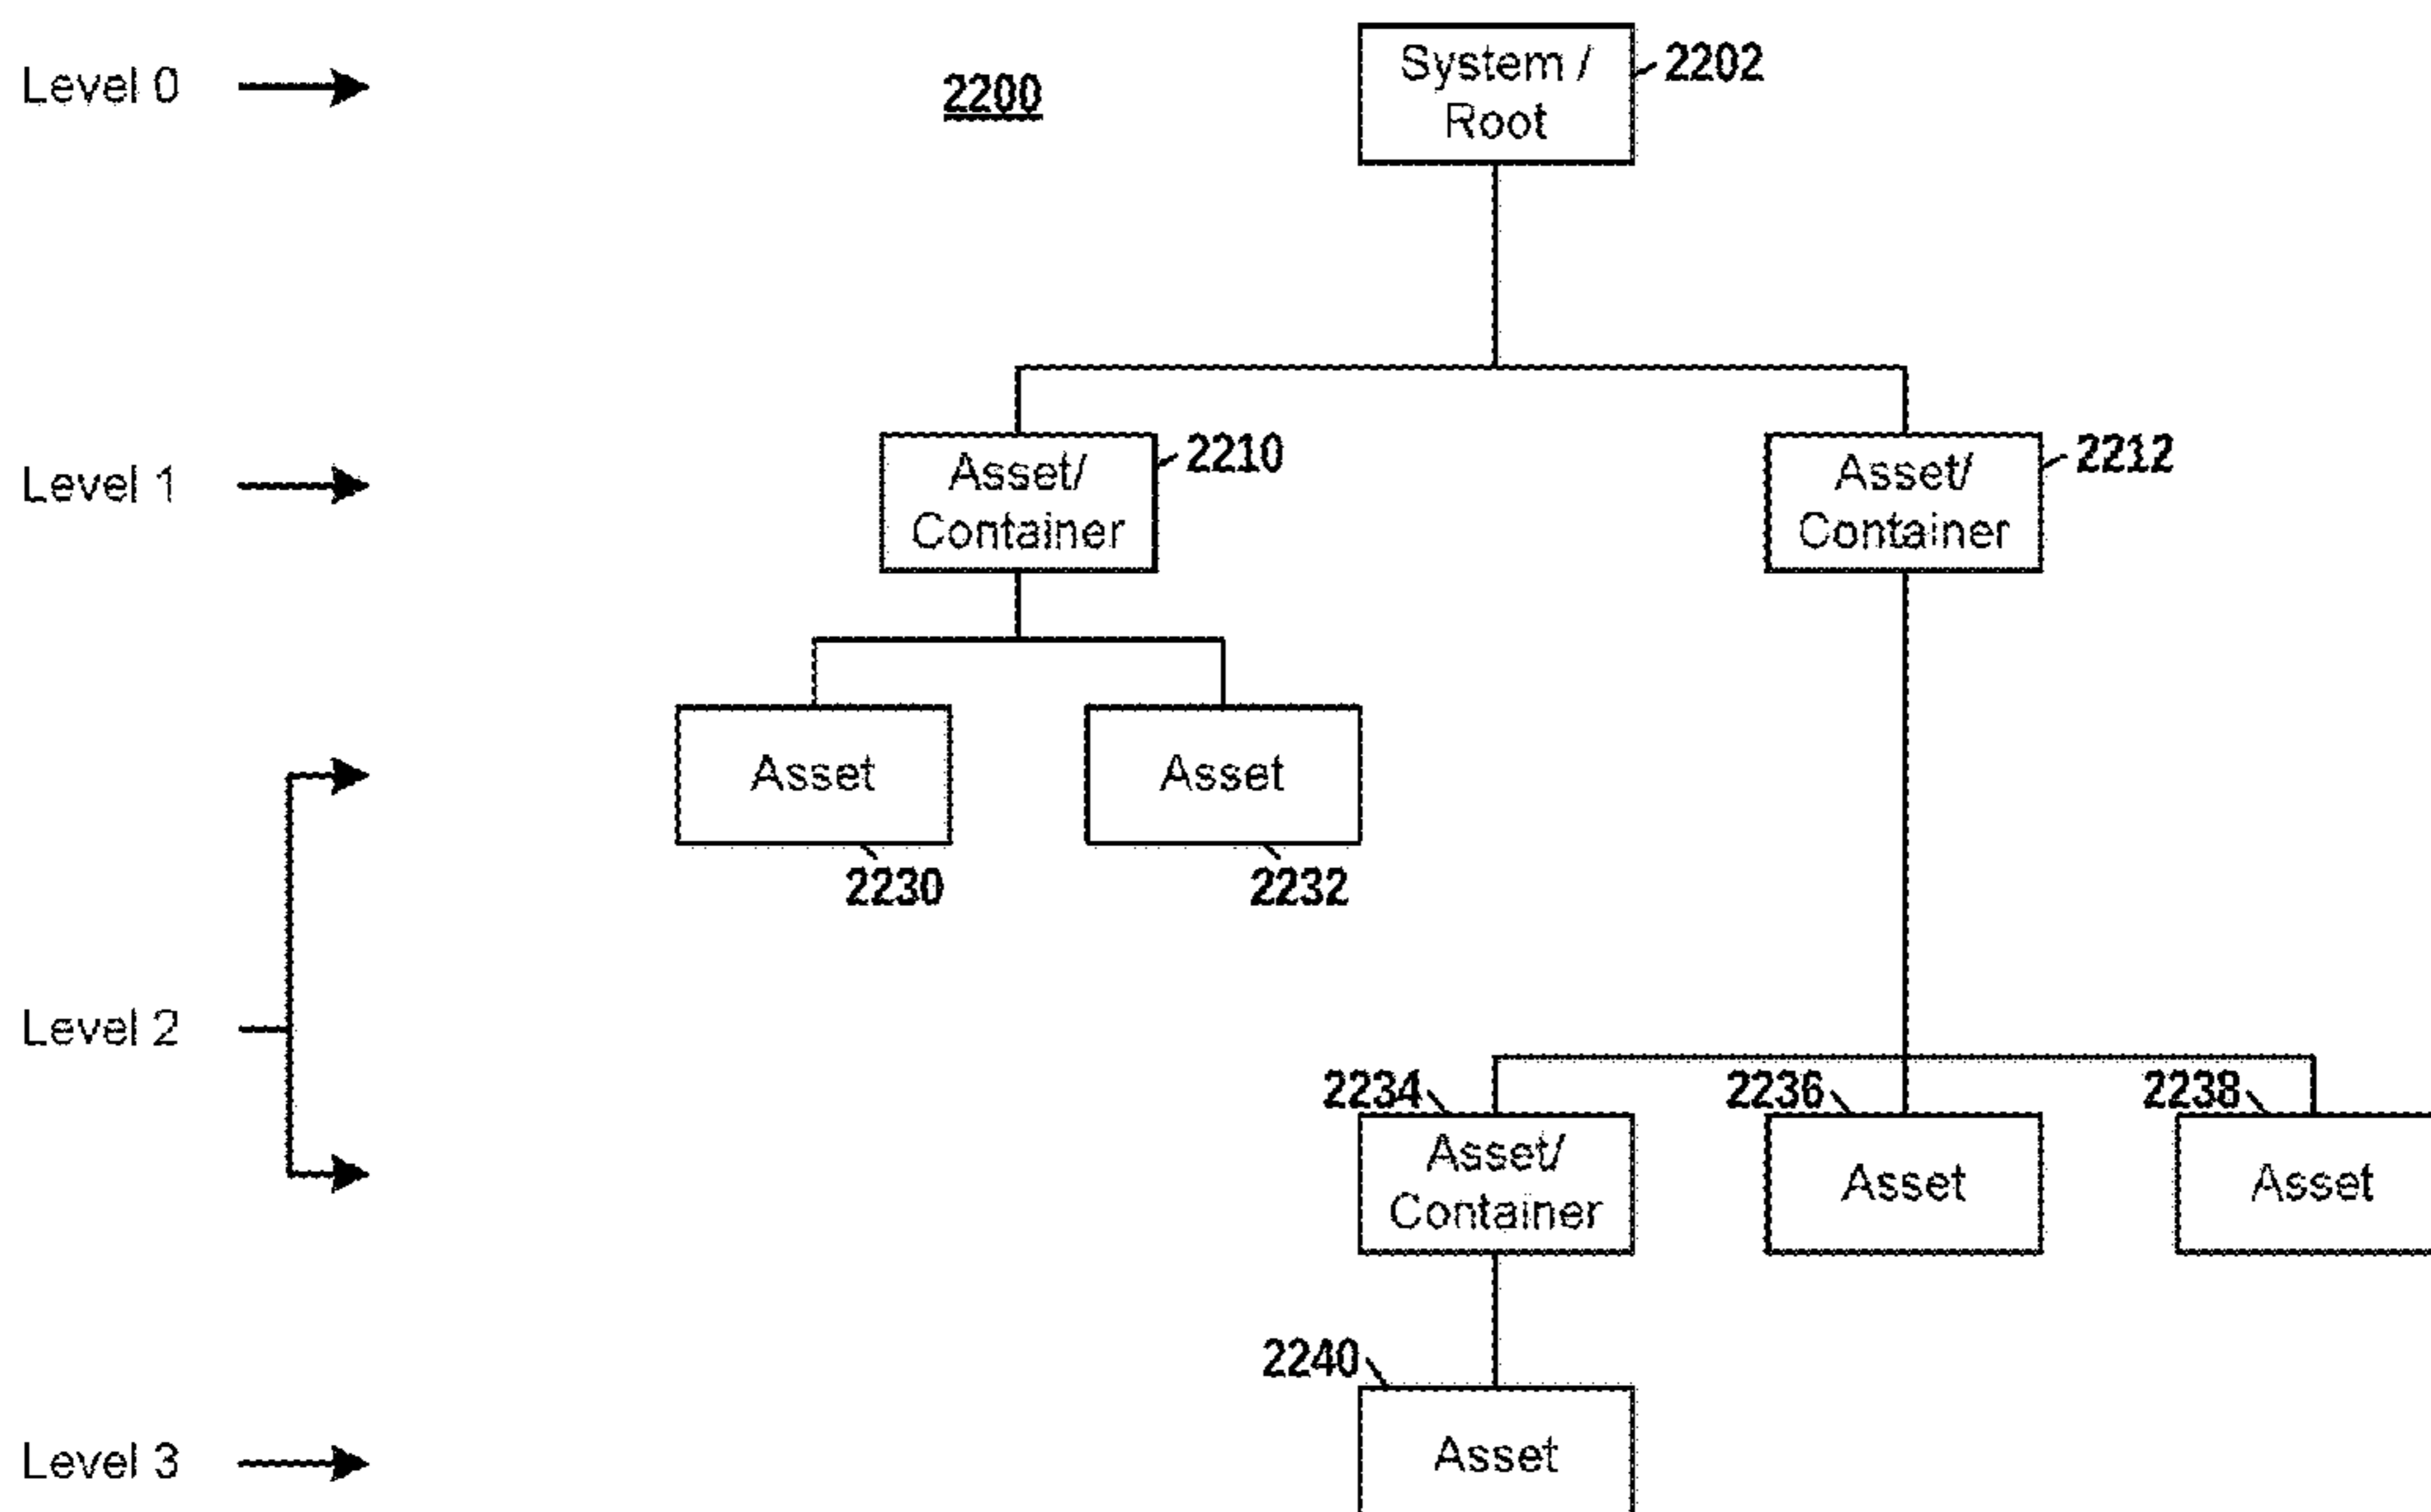 Level 0
2200
System /
Root
2202
Level 1
Asset/
Container
2210
Asset/
Container
2212
Asset
Asset
2230
2232
Level 2
2234
2236
2238
Asset/
Container
Asset
Asset
2240
Level 3
Asset